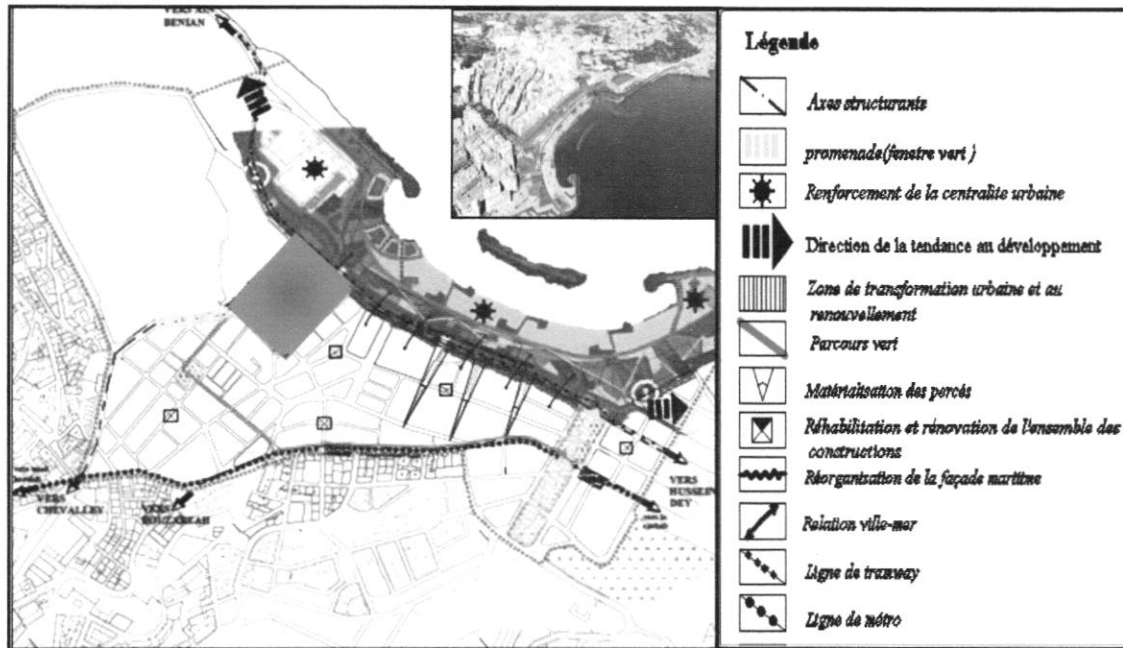 VERS AIN
BENIAN
VERS
CHEVALLEY
VERS
BOUZAREAH
VERS
HUSSEIN
DEY
Légende
Axes structurants
promenade(fenetre vert )
Renforcement de la centralite urbaine
Direction de la tendance au développement
Zone de transformation urbaine et au
renouvellement
Parcours vert
Matérialisation des percés
Réhabilitation et rénovation de l'ensemble des
constructions
Réorganisation de la façade maritime
Relation ville-mer
Ligne de tramway
Ligne de métro